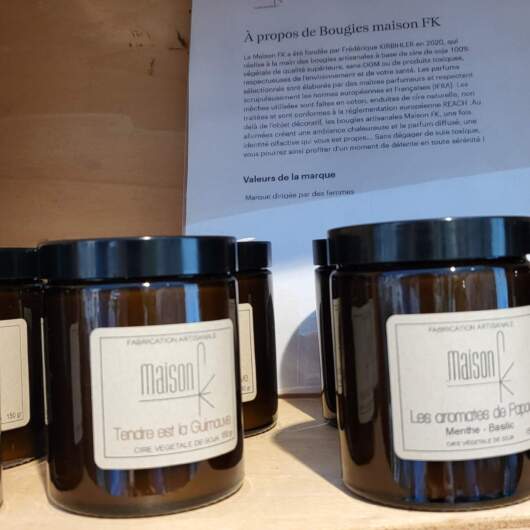 À propos de Bougies maison FK
La Maison FK a été fondée par Frédérique KIRBIHLER en 2020, qui
réalise à la main des bougies artisanales à base de cire de soja 100%
végétale de qualité supérieure, sans OGM ou de produits toxiques,
respectueuses de l'environnement et de votre santé. Les parfums
sélectionnés sont élaborés par des maîtres parfumeurs et respectent
scrupuleusement les normes européennes et Françaises (IFRA). Les
mèches utilisées sont faites en coton, enduites de cire naturelle, non
traitées et sont conformes à la réglementation européenne REACH. Au
delà de l'objet décoratif, les bougies artisanales Maison FK, une fois
allumées créent une ambiance chaleureuse et le parfum diffusé, une
identité olfactive qui vous est propre... Sans dégager de suie toxique,
vous pourrez ainsi profiter d'un moment de détente en toute sérénité !
Valeurs de la marque
Marque dirigée par des femmes
FABRICATION ARTISANALE
maison fk
Tendre est la Guimauve
CIRE VÉGÉTALE DE SOJA 150 gr
FABRICATION ARTISANALE
maison fk
Les aromates de
Menthe - Basilic
CIRE VÉGÉTALE DE SOJA
150 g